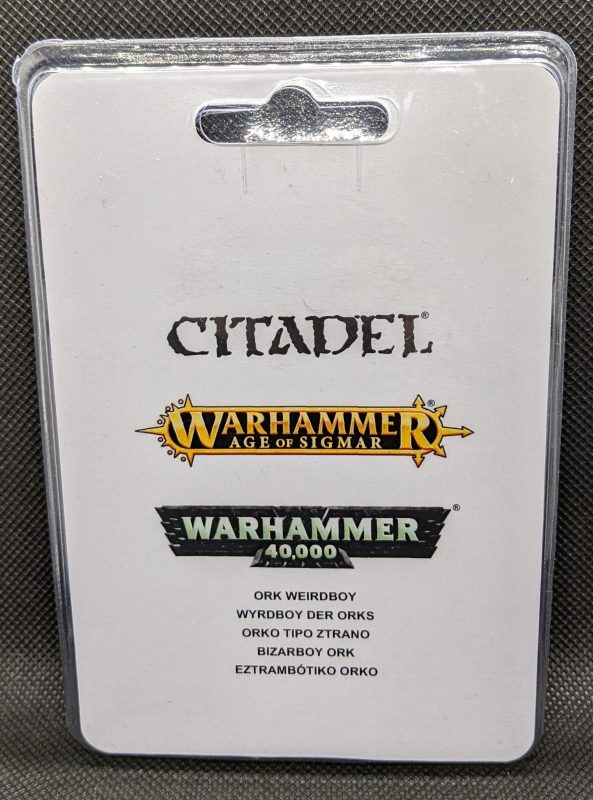 CITADEL®
WARHAMMER®
AGE OF SIGMAR
WARHAMMER®
40,000
ORK WEIRDBOY
WYRDBOY DER ORKS
ORKO TIPO ZTRANO
BIZARBOY ORK
EZTRAMBÓTIKO ORKO